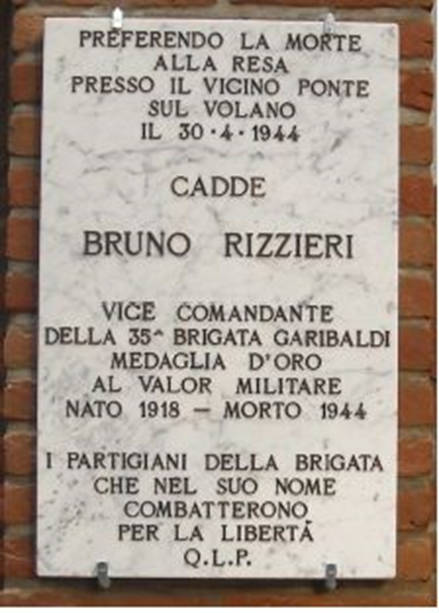 PREFERENDO LA MORTE
ALLA RESA
PRESSO IL VICINO PONTE
SUL VOLANO
IL 30·4·1944
CADDE
BRUNO RIZZIERI
VICE COMANDANTE
DELLA 35ᴬ BRIGATA GARIBALDI
MEDAGLIA D'ORO
AL VALOR MILITARE
NATO 1918 — MORTO 1944
I PARTIGIANI DELLA BRIGATA
CHE NEL SUO NOME
COMBATTERONO
PER LA LIBERTÀ
Q.L.P.